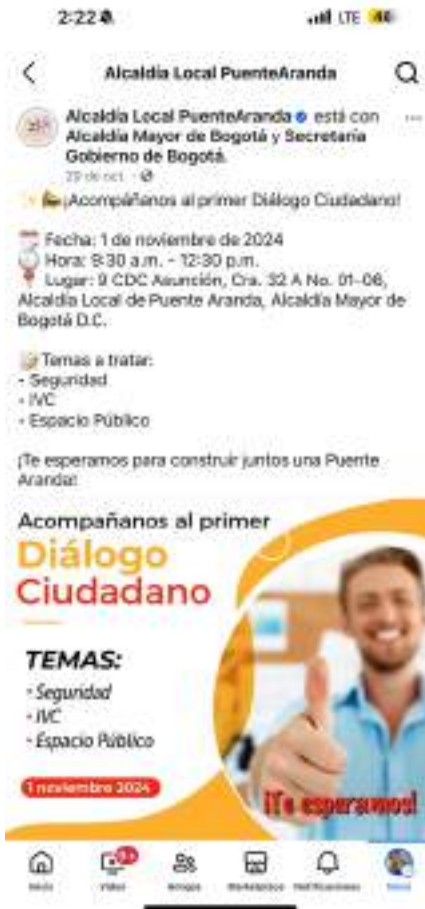 2:22
LTE 46
Alcaldía Local PuenteAranda
Alcaldía Local PuenteAranda está con
Alcaldía Mayor de Bogotá y Secretaría
Gobierno de Bogotá.
29 de oct.
¡Acompáñanos al primer Diálogo Ciudadano!
Fecha: 1 de noviembre de 2024
Hora: 9:30 a.m. - 12:30 p.m.
Lugar: CDC Asunción, Cra. 32 A No. 01-06,
Alcaldía Local de Puente Aranda, Alcaldía Mayor de
Bogotá D.C.
Temas a tratar:
- Seguridad
- IVC
- Espacio Público
¡Te esperamos para construir juntos una Puente
Aranda!
Acompañanos al primer
Diálogo
Ciudadano
TEMAS:
- Seguridad
- IVC
- Espacio Público
1 noviembre 2024
¡Te esperamos!
9+
Inicio Video Amigos Marketplace Notificaciones